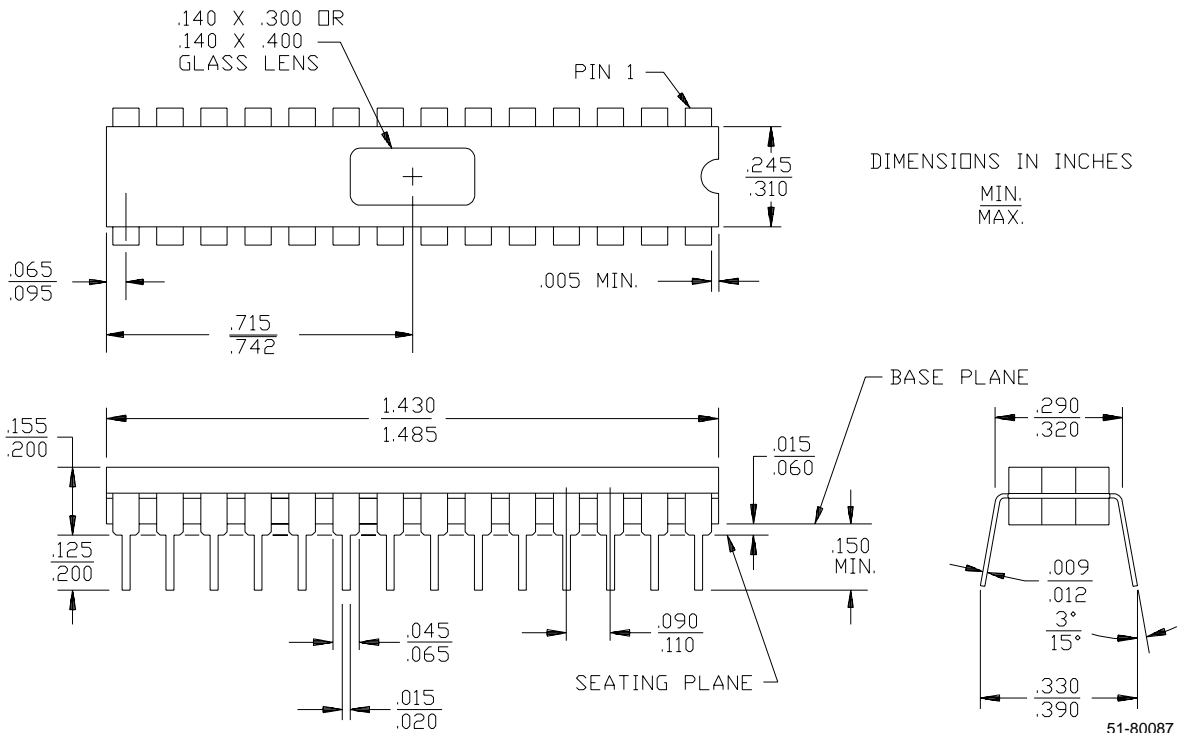 .140 X .300 OR
.140 X .400
GLASS LENS
PIN 1
.245
.310
DIMENSIONS IN INCHES
MIN.
MAX.
.065
.095
.005 MIN.
.715
.742
BASE PLANE
1.430
1.485
.155
.200
.015
.060
.290
.320
.125
.200
.150
MIN.
.009
.012
3°
15°
.045
.065
.090
.110
SEATING PLANE
.015
.020
.330
.390
51-80087